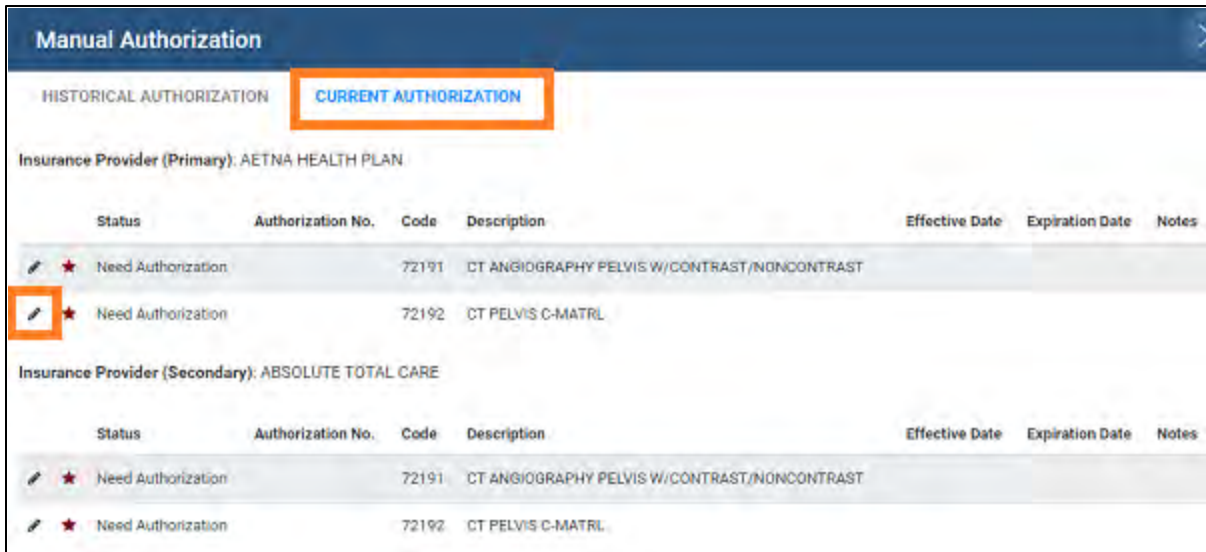 Manual Authorization
HISTORICAL AUTHORIZATION CURRENT AUTHORIZATION
Insurance Provider (Primary): AETNA HEALTH PLAN
Status Authorization No. Code Description Effective Date Expiration Date Notes
Need Authorization 72191 CT ANGIOGRAPHY PELVIS W/CONTRAST/NONCONTRAST
Need Authorization 72192 CT PELVIS C-MATRL
Insurance Provider (Secondary): ABSOLUTE TOTAL CARE
Status Authorization No. Code Description Effective Date Expiration Date Notes
Need Authorization 72191 CT ANGIOGRAPHY PELVIS W/CONTRAST/NONCONTRAST
Need Authorization 72192 CT PELVIS C-MATRL